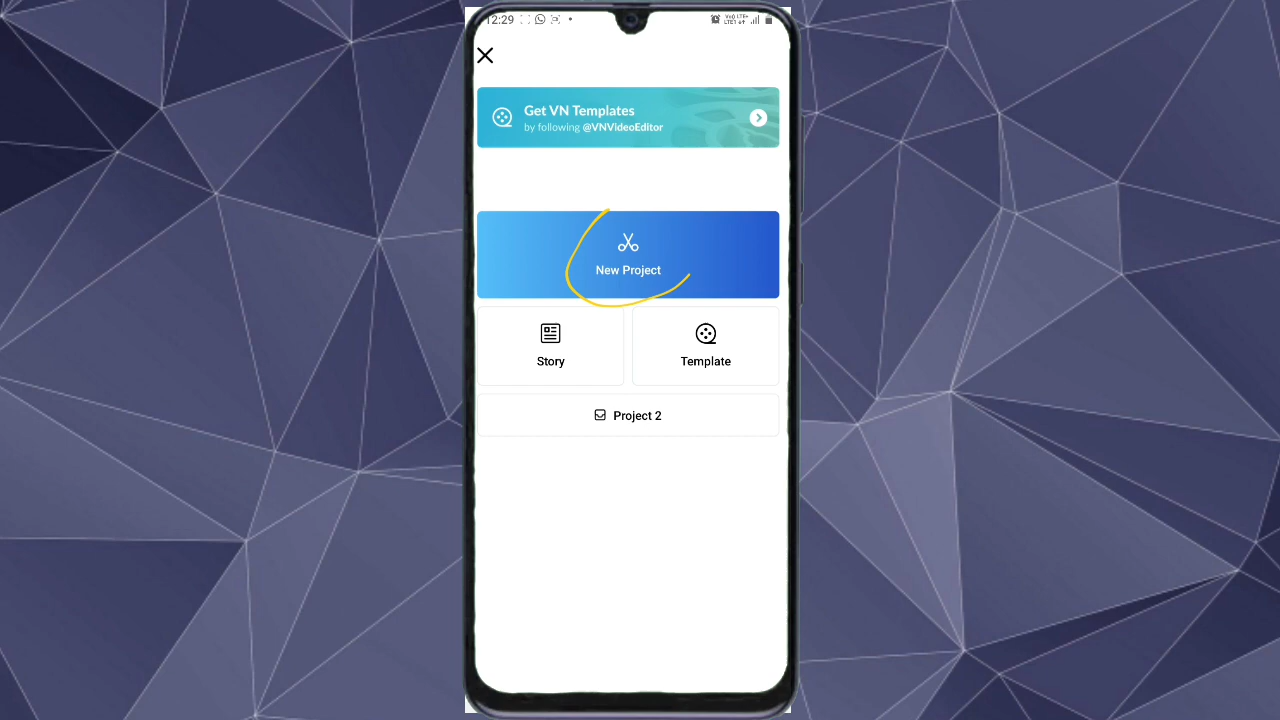 12:29
Get VN Templates
by following @VNVideoEditor
New Project
Story
Template
Project 2